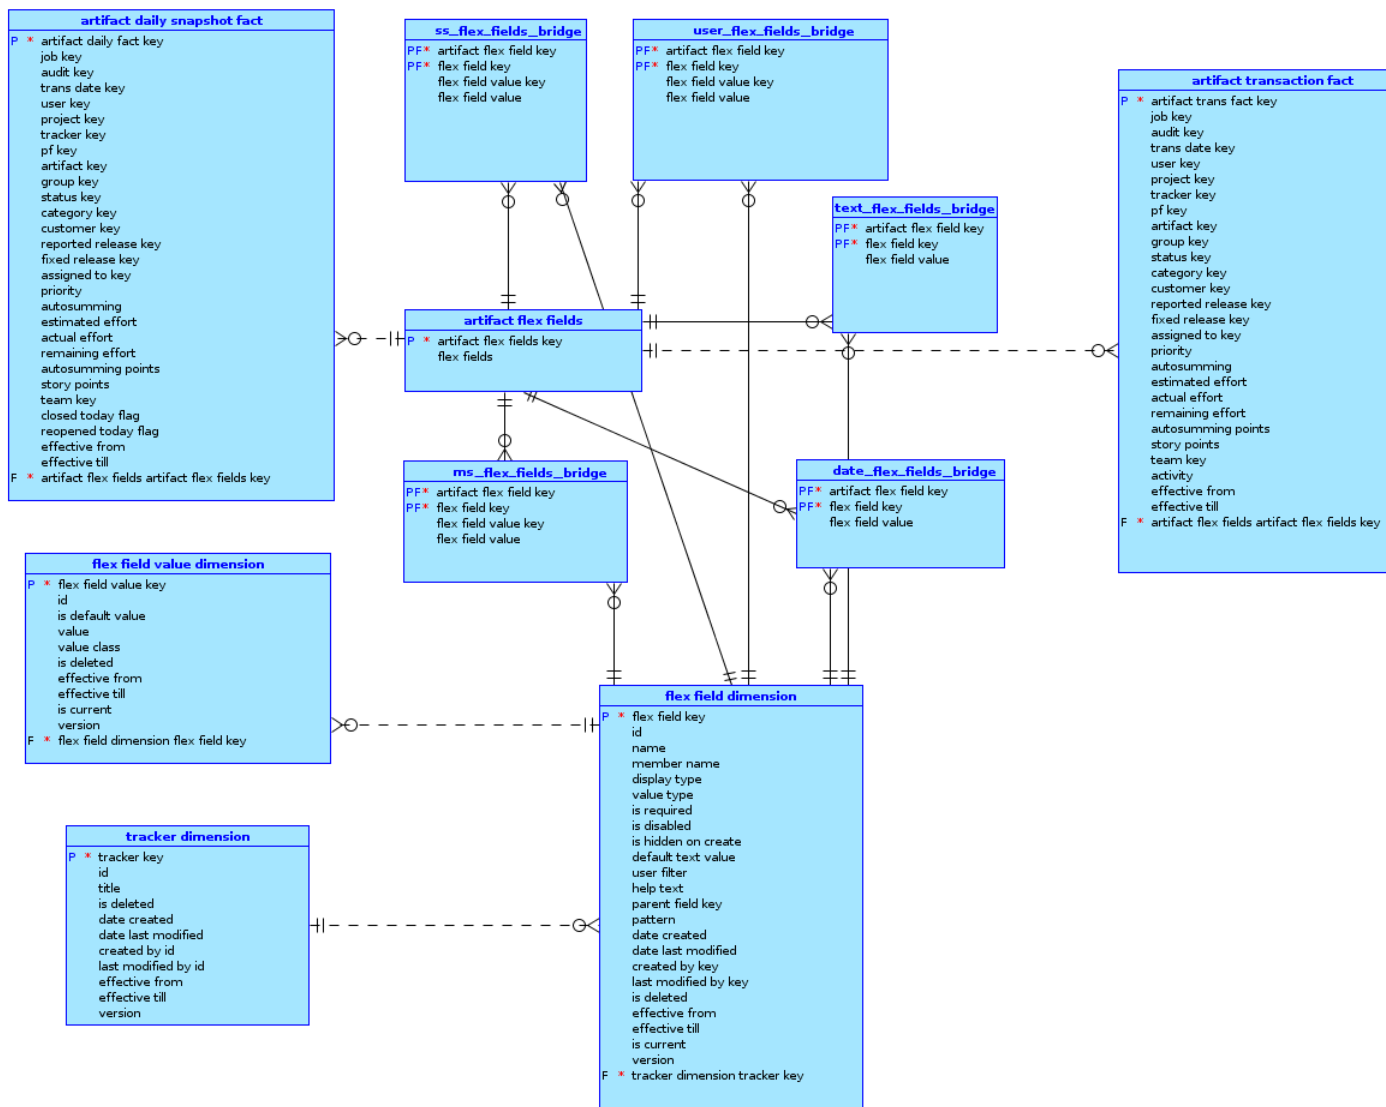 artifact daily snapshot fact
P * artifact daily fact key
job key
audit key
trans date key
user key
project key
tracker key
pf key
artifact key
group key
status key
category key
customer key
reported release key
fixed release key
assigned to key
priority
autosumming
estimated effort
actual effort
remaining effort
autosumming points
story points
team key
closed today flag
reopened today flag
effective from
effective till
F * artifact flex fields artifact flex fields key
ss_flex_fields_bridge
PF* artifact flex field key
PF* flex field key
flex field value key
flex field value
user_flex_fields_bridge
PF* artifact flex field key
PF* flex field key
flex field value key
flex field value
text_flex_fields_bridge
PF* artifact flex field key
PF* flex field key
flex field value
artifact transaction fact
P * artifact trans fact key
job key
audit key
trans date key
user key
project key
tracker key
pf key
artifact key
group key
status key
category key
customer key
reported release key
fixed release key
assigned to key
priority
autosumming
estimated effort
actual effort
remaining effort
autosumming points
story points
team key
activity
effective from
effective till
F * artifact flex fields artifact flex fields key
artifact flex fields
P * artifact flex fields key
flex fields
ms_flex_fields_bridge
PF* artifact flex field key
PF* flex field key
flex field value key
flex field value
date_flex_fields_bridge
PF* artifact flex field key
PF* flex field key
flex field value
flex field value dimension
P * flex field value key
id
is default value
value
value class
is deleted
effective from
effective till
is current
version
F * flex field dimension flex field key
tracker dimension
P * tracker key
id
title
is deleted
date created
date last modified
created by id
last modified by id
effective from
effective till
version
flex field dimension
P * flex field key
id
name
member name
display type
value type
is required
is disabled
is hidden on create
default text value
user filter
help text
parent field key
pattern
date created
date last modified
created by key
last modified by key
is deleted
effective from
effective till
is current
version
F * tracker dimension tracker key